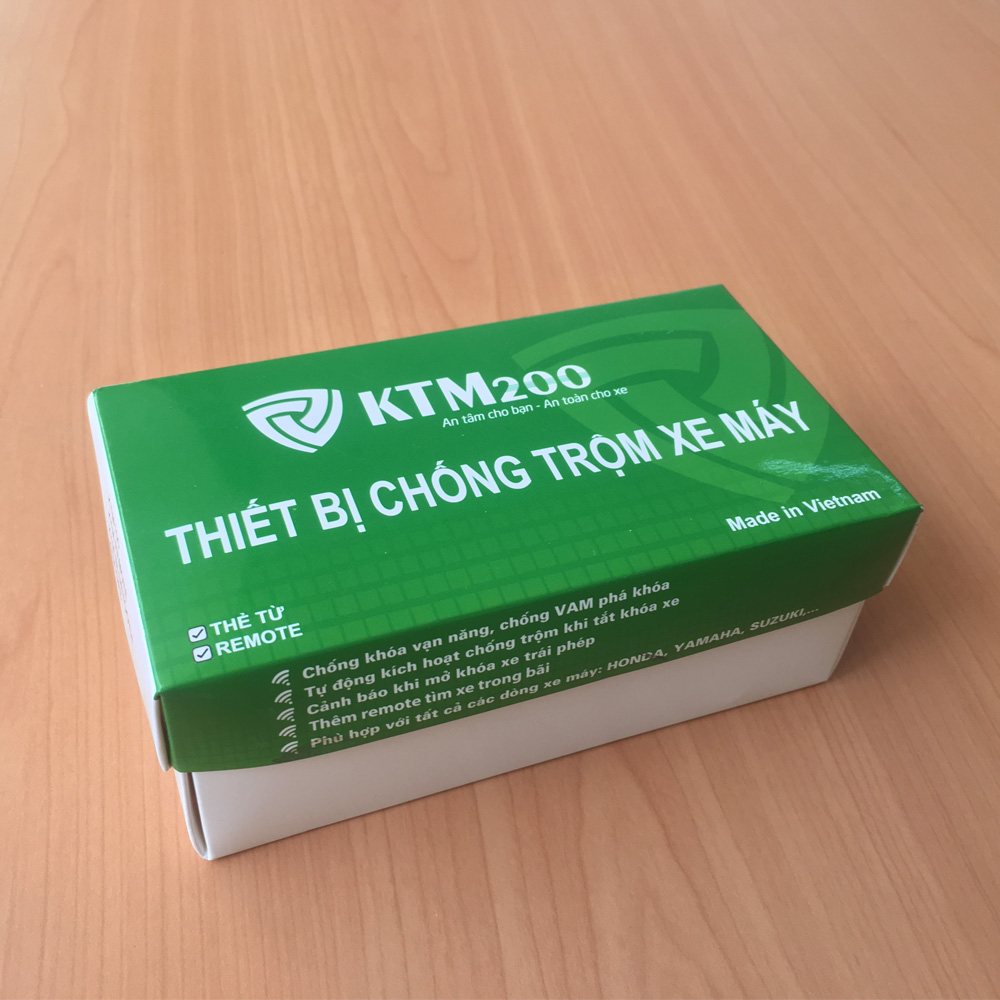 KTM200
An tâm cho bạn - An toàn cho xe
THIẾT BỊ CHỐNG TRỘM XE MÁY
Made in Vietnam
THẺ TỪ
REMOTE
Chống khóa vạn năng, chống VAM phá khóa
Tự động kích hoạt chống trộm khi tắt khóa xe
Cảnh báo khi mở khóa xe trái phép
Thêm remote tìm xe trong bãi
Phù hợp với tất cả các dòng xe máy: HONDA, YAMAHA, SUZUKI,...